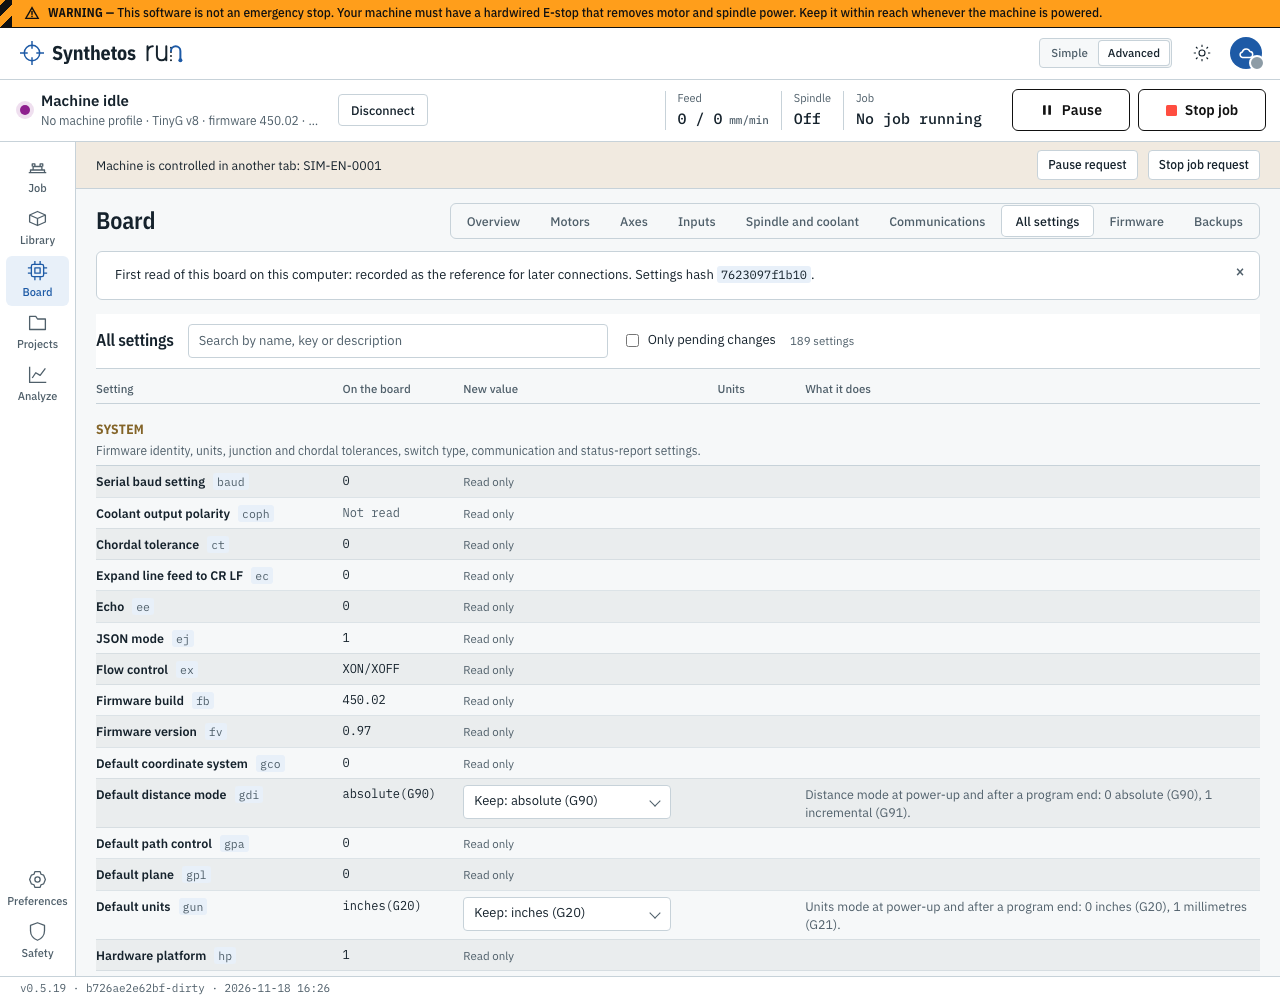 WARNING — This software is not an emergency stop. Your machine must have a hardwired E-stop that removes motor and spindle power. Keep it within reach whenever the machine is powered.
Synthetos run
Simple
Advanced
Machine idle
No machine profile · TinyG v8 · firmware 450.02 · ...
Disconnect
Feed
0 / 0 mm/min
Spindle
Off
Job
No job running
Pause
Stop job
Job
Library
Board
Projects
Analyze
Preferences
Safety
Machine is controlled in another tab: SIM-EN-0001
Pause request
Stop job request
Board
Overview
Motors
Axes
Inputs
Spindle and coolant
Communications
All settings
Firmware
Backups
First read of this board on this computer: recorded as the reference for later connections. Settings hash 7623097f1b10.
×
All settings
Search by name, key or description
Only pending changes
189 settings
Setting On the board New value Units What it does
SYSTEM
Firmware identity, units, junction and chordal tolerances, switch type, communication and status-report settings.
Serial baud setting baud 0 Read only
Coolant output polarity coph Not read Read only
Chordal tolerance ct 0 Read only
Expand line feed to CR LF ec 0 Read only
Echo ee 0 Read only
JSON mode ej 1 Read only
Flow control ex XON/XOFF Read only
Firmware build fb 450.02 Read only
Firmware version fv 0.97 Read only
Default coordinate system gco 0 Read only
Default distance mode gdi absolute(G90) Keep: absolute (G90) Distance mode at power-up and after a program end: 0 absolute (G90), 1
incremental (G91).
Default path control gpa 0 Read only
Default plane gpl 0 Read only
Default units gun inches(G20) Keep: inches (G20) Units mode at power-up and after a program end: 0 inches (G20), 1 millimetres
(G21).
Hardware platform hp 1 Read only
v0.5.19 · b726ae2e62bf-dirty · 2026-11-18 16:26